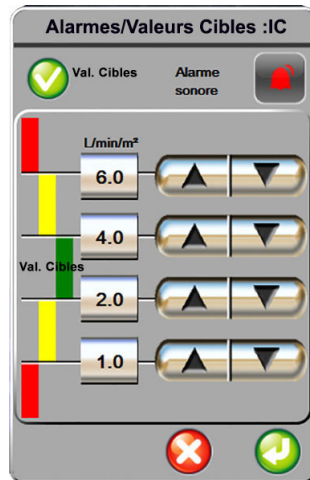 Alarmes/Valeurs Cibles :IC
Val. Cibles
Alarme
sonore
L/min/m²
6.0
4.0
Val. Cibles
2.0
1.0